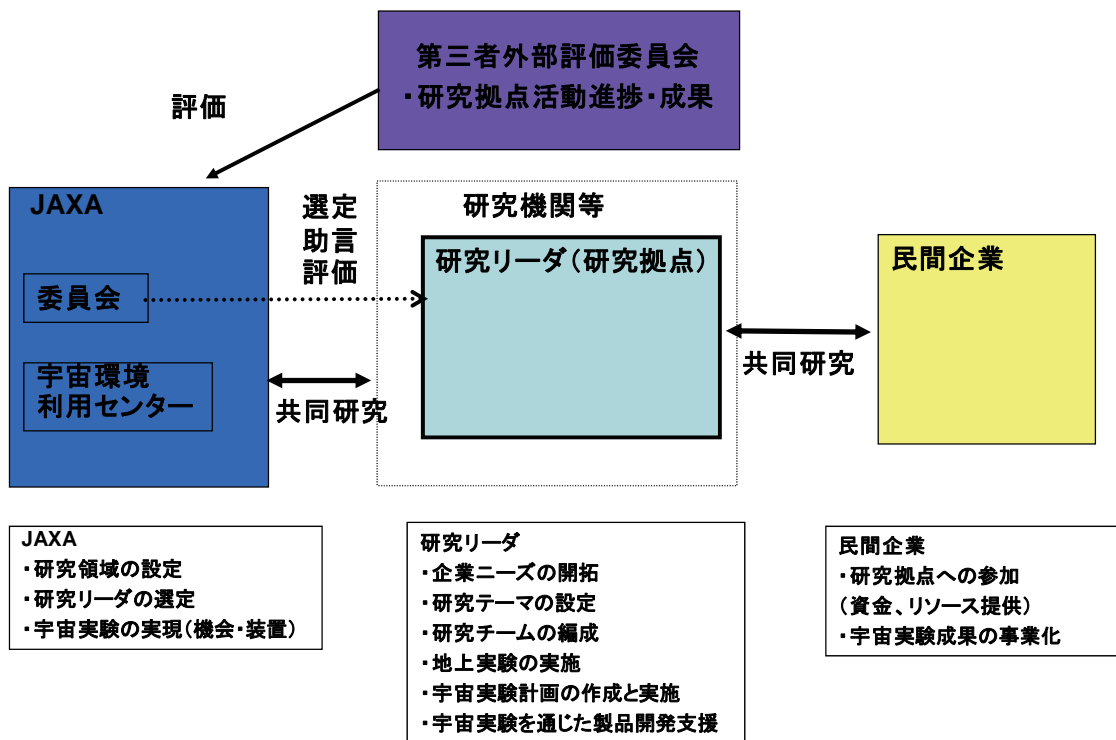 第三者外部評価委員会
・研究拠点活動進捗・成果
評価
JAXA
選定
助言
評価
委員会
宇宙環境
利用センター
共同研究
研究機関等
研究リーダ(研究拠点)
共同研究
民間企業
JAXA
・研究領域の設定
・研究リーダの選定
・宇宙実験の実現(機会・装置)
研究リーダ
・企業ニーズの開拓
・研究テーマの設定
・研究チームの編成
・地上実験の実施
・宇宙実験計画の作成と実施
・宇宙実験を通じた製品開発支援
民間企業
・研究拠点への参加
(資金、リソース提供)
・宇宙実験成果の事業化